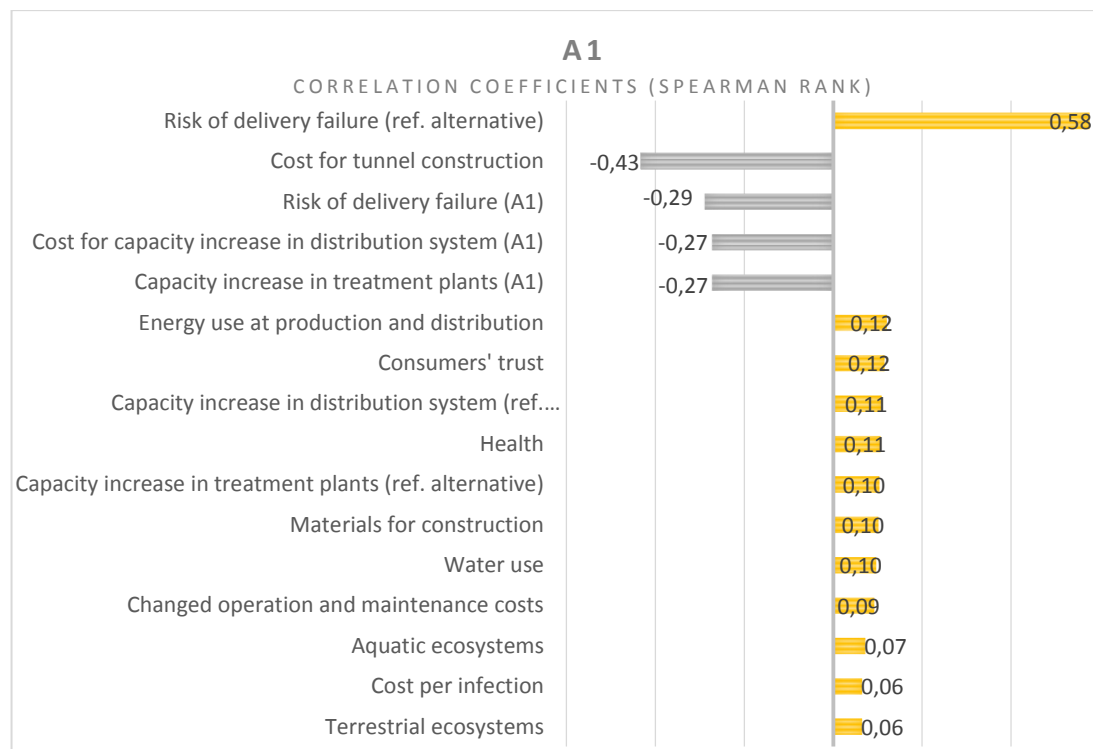 A1
CORRELATION COEFFICIENTS (SPEARMAN RANK)
Risk of delivery failure (ref. alternative) 0,58
Cost for tunnel construction -0,43
Risk of delivery failure (A1) -0,29
Cost for capacity increase in distribution system (A1) -0,27
Capacity increase in treatment plants (A1) -0,27
Energy use at production and distribution 0,12
Consumers' trust 0,12
Capacity increase in distribution system (ref.… 0,11
Health 0,11
Capacity increase in treatment plants (ref. alternative) 0,10
Materials for construction 0,10
Water use 0,10
Changed operation and maintenance costs 0,09
Aquatic ecosystems 0,07
Cost per infection 0,06
Terrestrial ecosystems 0,06